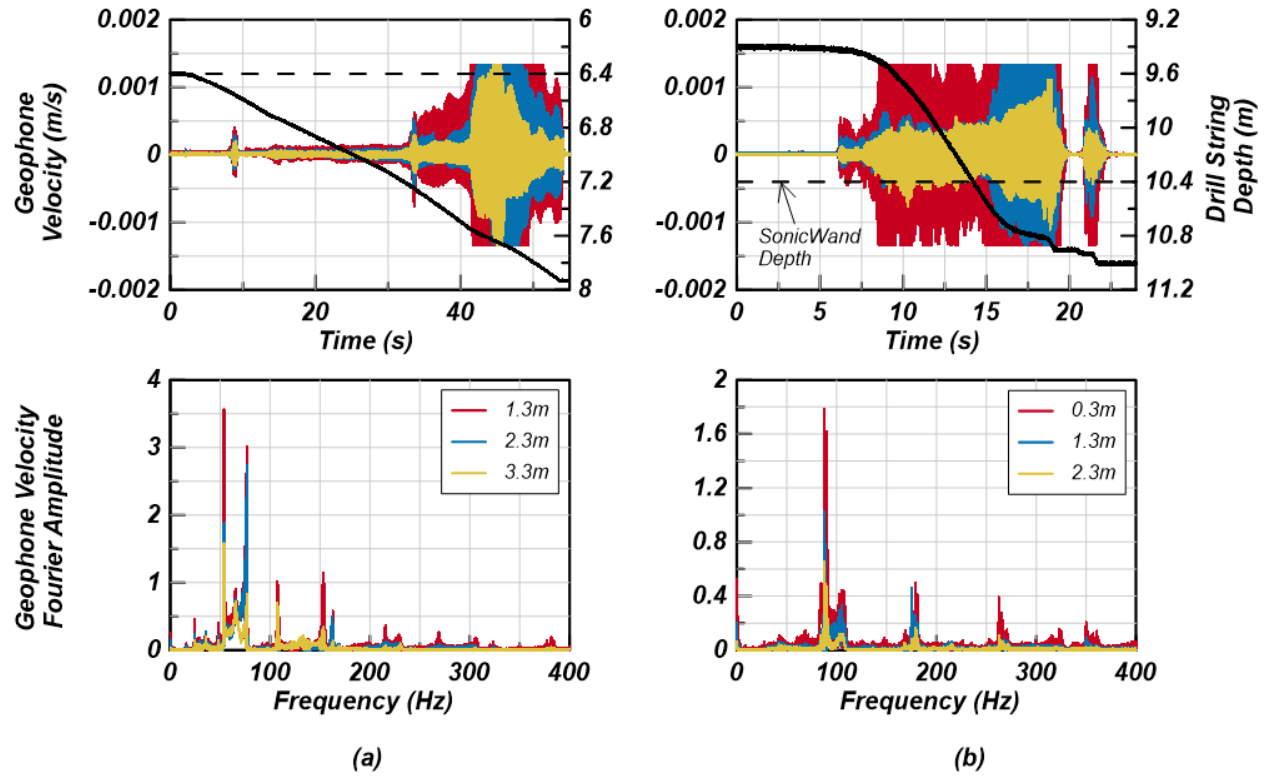 0.002
0.001
0
-0.001
-0.002
Geophone
Velocity (m/s)
6
6.4
6.8
7.2
7.6
8
0 20 40
Time (s)
0.002
0.001
0
-0.001
-0.002
SonicWand
Depth
9.2
9.6
10
10.4
10.8
11.2
Drill String
Depth (m)
0 5 10 15 20
Time (s)
Geophone Velocity
Fourier Amplitude
4
3
2
1
0
1.3m
2.3m
3.3m
0 100 200 300 400
Frequency (Hz)
2
1.6
1.2
0.8
0.4
0
0.3m
1.3m
2.3m
0 100 200 300 400
Frequency (Hz)
(a)
(b)